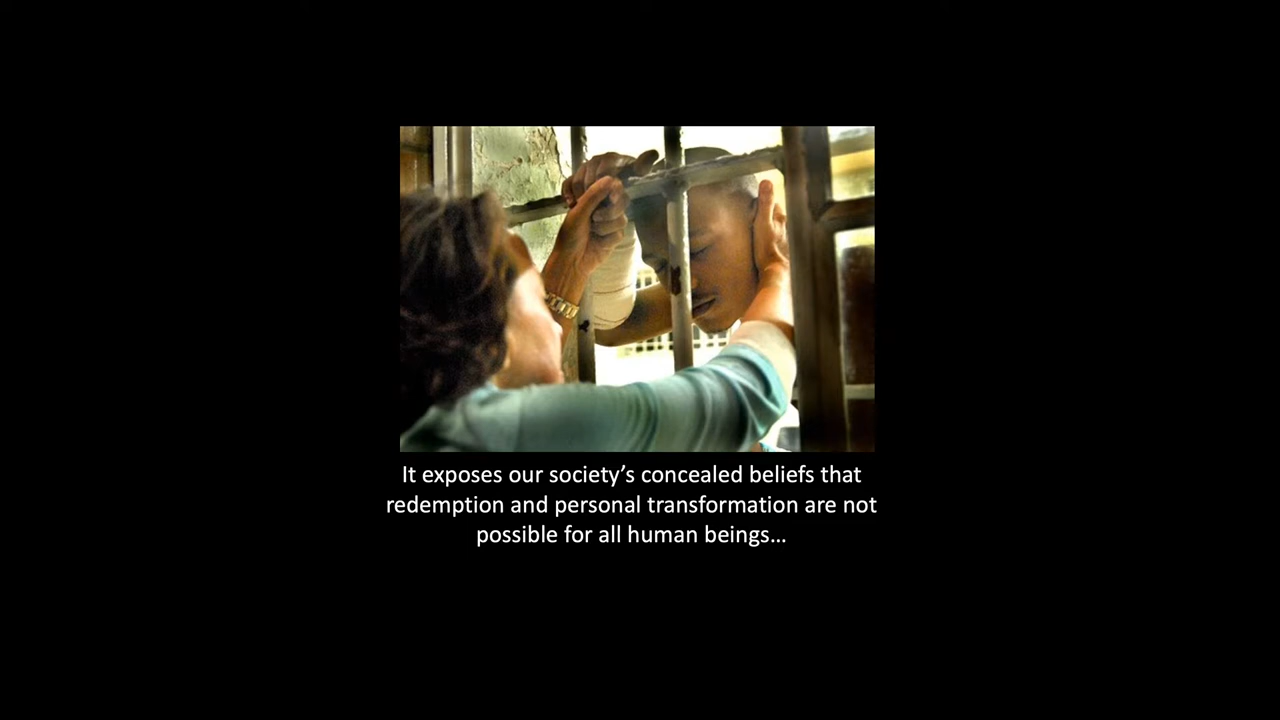 It exposes our society’s concealed beliefs that
redemption and personal transformation are not
possible for all human beings…